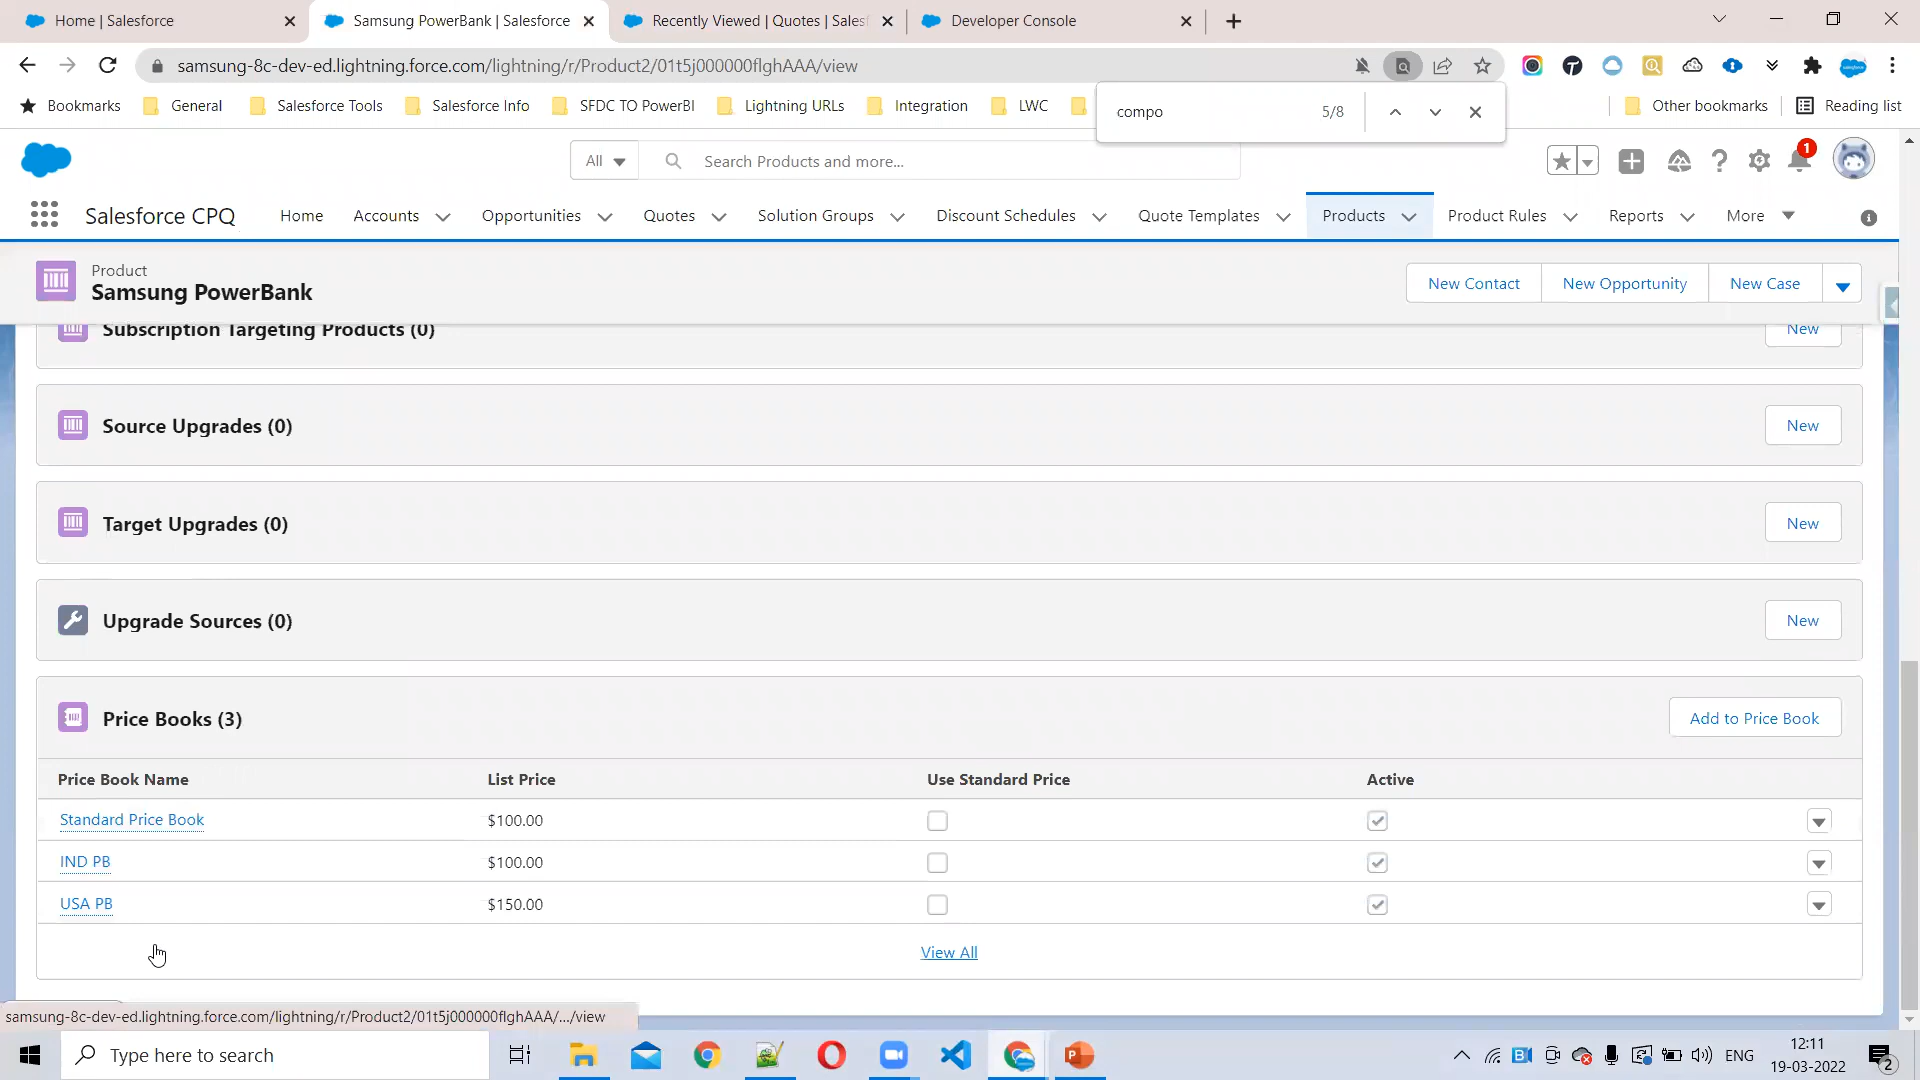 Home | Salesforce
Samsung PowerBank | Salesforce
Recently Viewed | Quotes | Sales
Developer Console
samsung-8c-dev-ed.lightning.force.com/lightning/r/Product2/01t5j000000flghAAA/view
Bookmarks General Salesforce Tools Salesforce Info SFDC TO PowerBI Lightning URLs Integration LWC Other bookmarks Reading list
compo 5/8
All Search Products and more...
1
Salesforce CPQ Home Accounts Opportunities Quotes Solution Groups Discount Schedules Quote Templates Products Product Rules Reports More
Product
Samsung PowerBank
New Contact New Opportunity New Case
Subscription Targeting Products (0) New
Source Upgrades (0) New
Target Upgrades (0) New
Upgrade Sources (0) New
Price Books (3) Add to Price Book
Price Book Name List Price Use Standard Price Active
Standard Price Book $100.00
IND PB $100.00
USA PB $150.00
View All
samsung-8c-dev-ed.lightning.force.com/lightning/r/Product2/01t5j000000flghAAA/.../view
Type here to search
ENG
12:11
19-03-2022
2